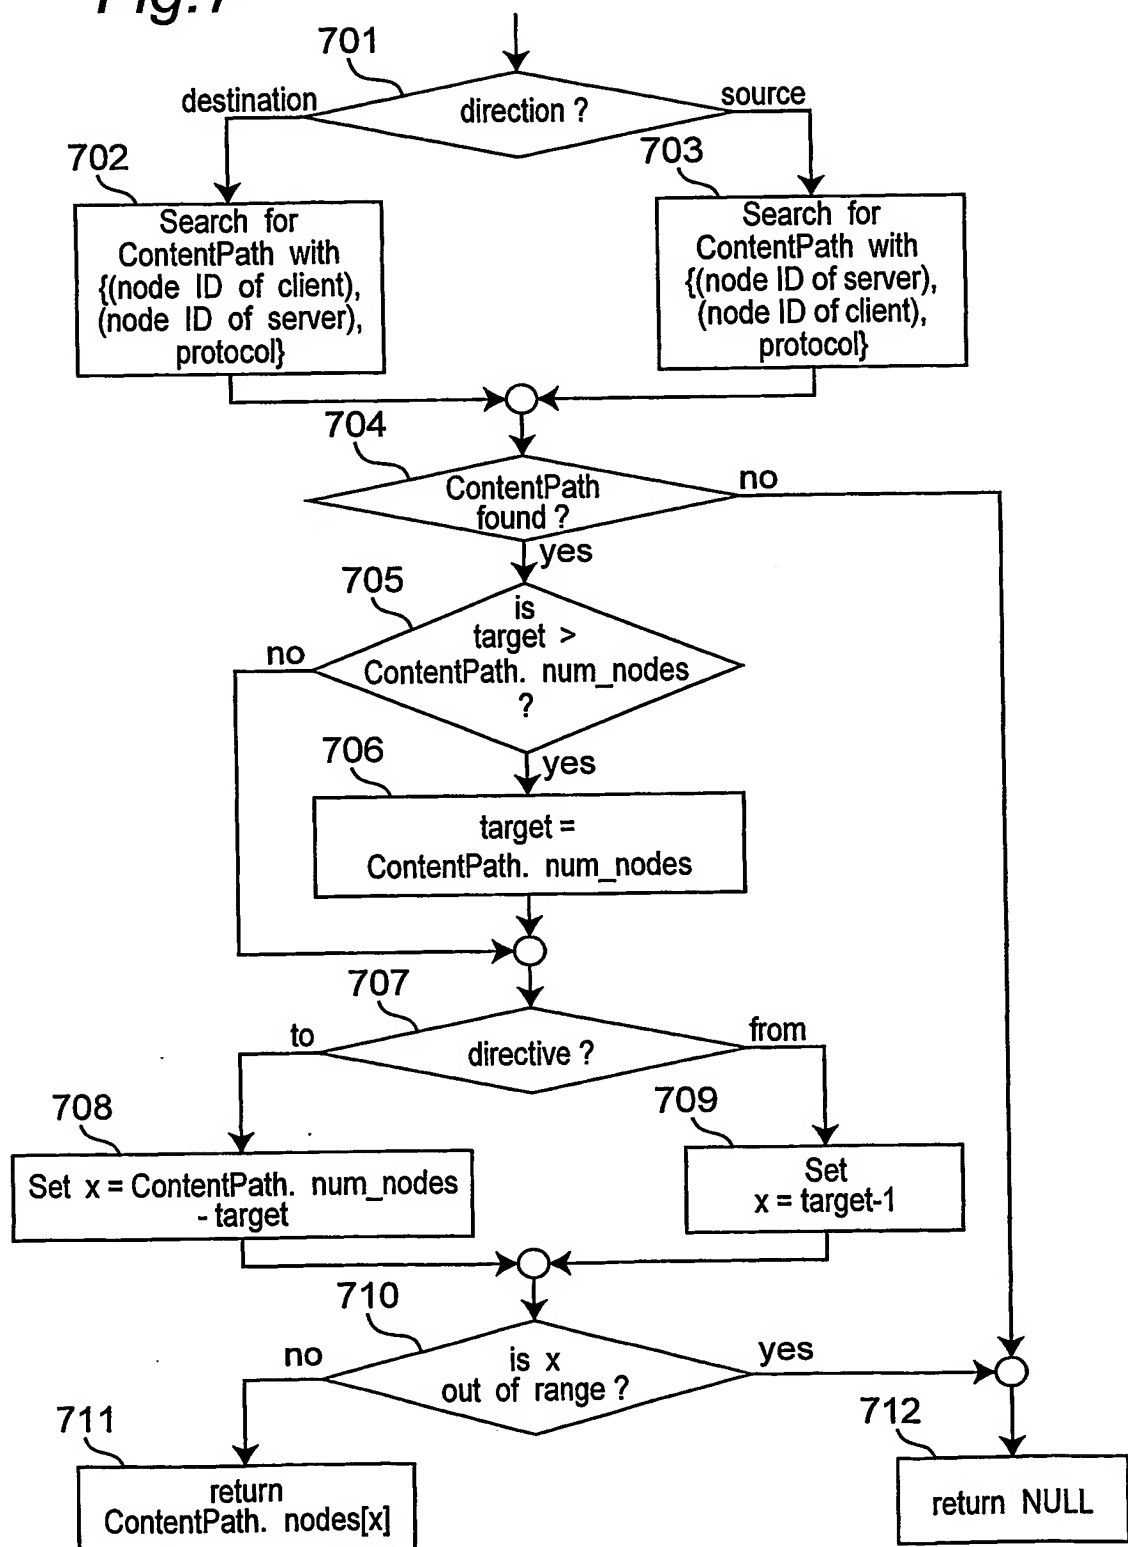 Fig.7
701
destination
direction ?
source
702
703
Search for
ContentPath with
{(node ID of client),
(node ID of server),
protocol}
Search for
ContentPath with
{(node ID of server),
(node ID of client),
protocol}
704
ContentPath
found ?
no
yes
705
is
target >
ContentPath. num_nodes
?
no
yes
706
target =
ContentPath. num_nodes
707
to
directive ?
from
708
709
Set x = ContentPath. num_nodes
- target
Set
x = target-1
710
no
is x
out of range ?
yes
711
712
return
ContentPath. nodes[x]
return NULL